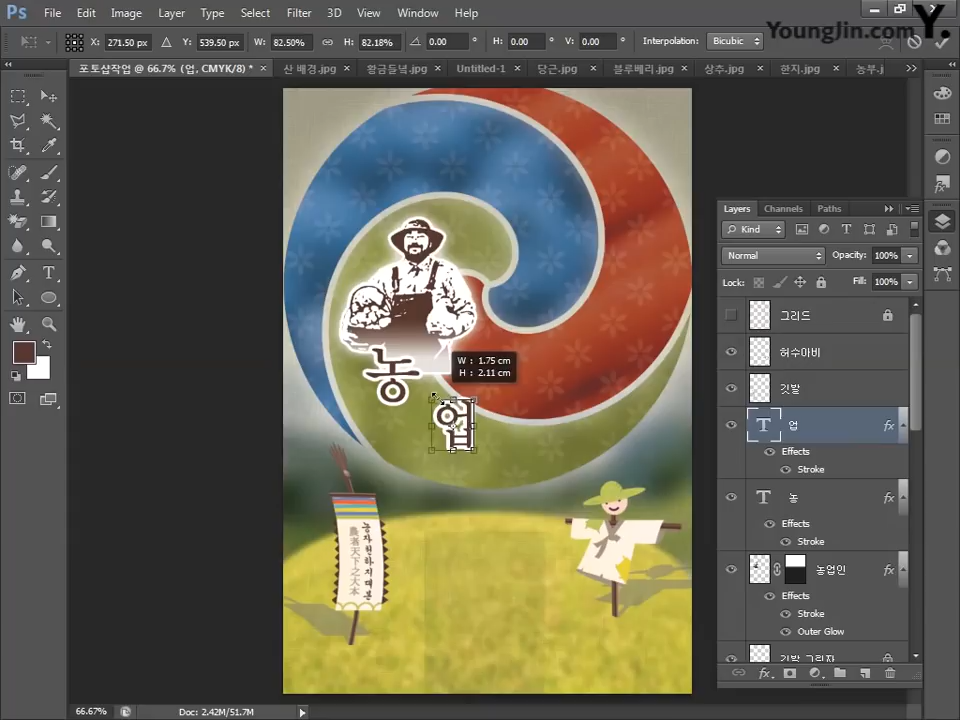 Ps File Edit Image Layer Type Select Filter 3D View Window Help
YoungJin.com Y.
X: 271.50 px Y: 539.50 px W: 82.50% H: 82.18% 0.00 ° H: 0.00 ° V: 0.00 ° Interpolation: Bicubic
포토샵작업 @ 66.7% (업, CMYK/8) * × 산 배경.jpg × 황금들녘.jpg × Untitled-1 × 당근.jpg × 블루베리.jpg × 상추.jpg × 한지.jpg × 농부.j
농
W : 1.75 cm
H : 2.11 cm
업
농자천하지대본
農者天下之大本
Layers Channels Paths
Kind
Normal Opacity: 100%
Lock: Fill: 100%
그리드
허수아비
깃발
T 업 fx
Effects
Stroke
T 농 fx
Effects
Stroke
농업인 fx
Effects
Stroke
Outer Glow
깃발 그림자
66.67% Doc: 2.42M/51.7M